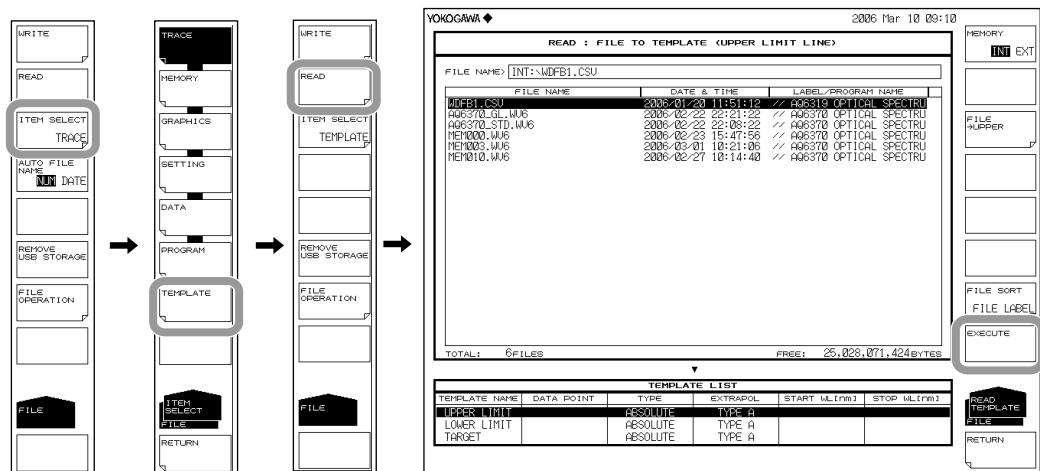 WRITE
READ
ITEM SELECT
TRACE
AUTO FILE
NAME
NUM DATE
REMOVE
USB STORAGE
FILE
OPERATION
FILE
TRACE
MEMORY
GRAPHICS
SETTING
DATA
PROGRAM
TEMPLATE
ITEM
SELECT
FILE
RETURN
WRITE
READ
ITEM SELECT
TEMPLATE
REMOVE
USB STORAGE
FILE
OPERATION
FILE
YOKOGAWA 2006 Mar 10 09:10
READ : FILE TO TEMPLATE (UPPER LIMIT LINE)
FILE NAME> INT:\WDFB1.CSV
FILE NAME DATE & TIME LABEL/PROGRAM NAME
WDFB1.CSV 2006/01/20 11:51:12 // AQ6319 OPTICAL SPECTRU
AQ6370_GL.WV6 2006/02/22 22:21:22 // AQ6370 OPTICAL SPECTRU
AQ6370_STD.WV6 2006/02/22 22:08:22 // AQ6370 OPTICAL SPECTRU
MEM000.WV6 2006/02/23 15:47:56 // AQ6370 OPTICAL SPECTRU
MEM003.WV6 2006/03/01 10:21:06 // AQ6370 OPTICAL SPECTRU
MEM010.WV6 2006/02/27 10:14:40 // AQ6370 OPTICAL SPECTRU
TOTAL: 6FILES FREE: 25,028,071,424BYTES
TEMPLATE LIST
TEMPLATE NAME DATA POINT TYPE EXTRAPOL START WL[nm] STOP WL[nm]
UPPER LIMIT ABSOLUTE TYPE A
LOWER LIMIT ABSOLUTE TYPE A
TARGET ABSOLUTE TYPE A
MEMORY
INT EXT
FILE
→UPPER
FILE SORT
FILE LABEL
EXECUTE
READ
TEMPLATE
FILE
RETURN